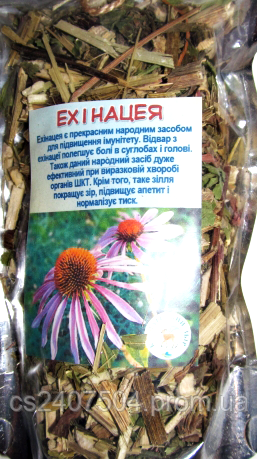 ЕХІНАЦЕЯ
Ехінацея є прекрасним народним засобом
для підвищення імунітету. Відвар з
ехінацеї полегшує болі в суглобах і голові.
Також даний народний засіб дуже
ефективний при виразковій хворобі
органів ШКТ. Крім того, таке зілля
покращує зір, підвищує апетит і
нормалізує тиск.
cs2407504.prom.ua